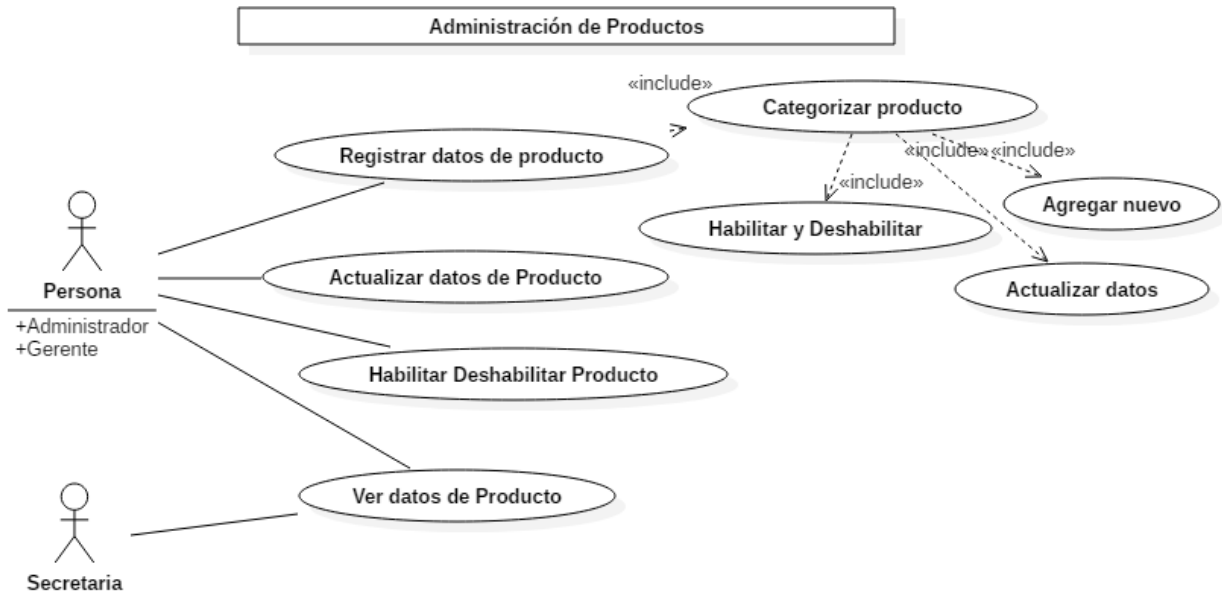 Administración de Productos
«include»
Categorizar producto
Registrar datos de producto
«include»
«include»
«include»
Agregar nuevo
Habilitar y Deshabilitar
Actualizar datos de Producto
Actualizar datos
Persona
+Administrador
+Gerente
Habilitar Deshabilitar Producto
Ver datos de Producto
Secretaria